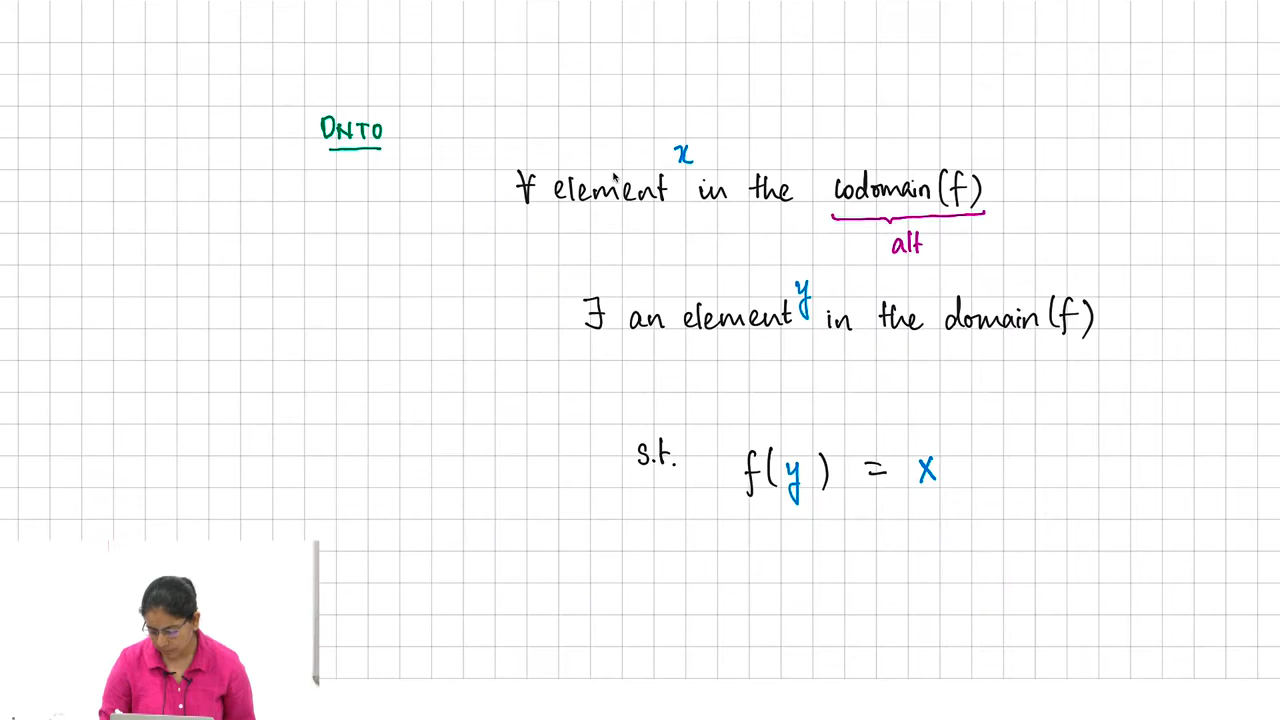 ONTO
x
∀ element in the codomain(f)
alt
y
∃ an element in the domain(f)
s.t. f(y) = x